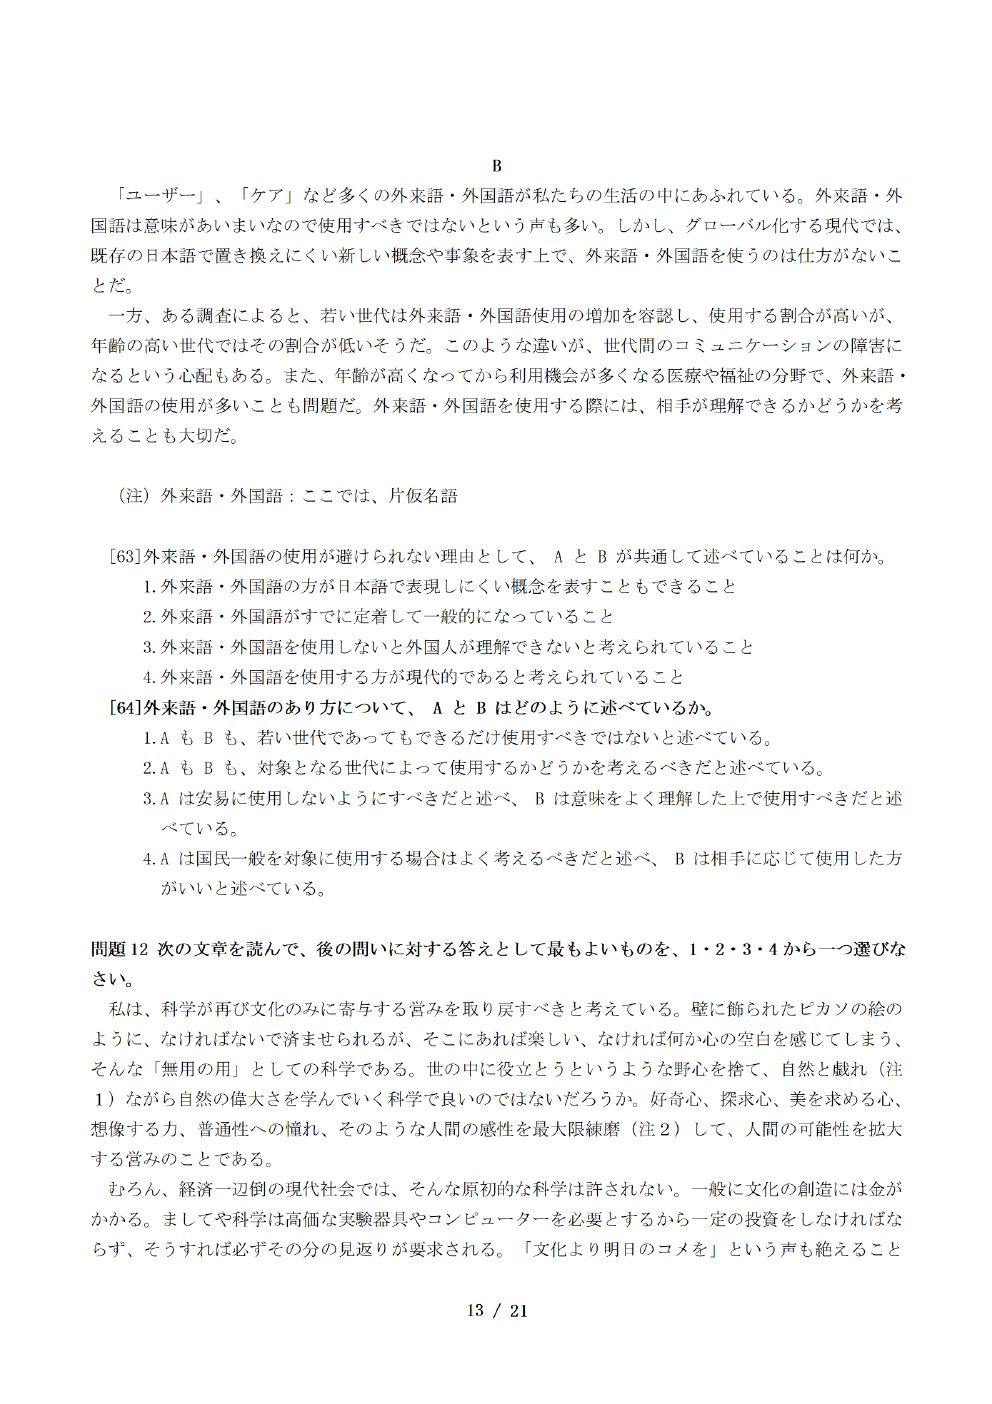 B
「ユーザー」、「ケア」など多くの外来語・外国語が私たちの生活の中にあふれている。外来語・外
国語は意味があいまいなので使用すべきではないという声も多い。しかし、グローバル化する現代では、
既存の日本語で置き換えにくい新しい概念や事象を表す上で、外来語・外国語を使うのは仕方がないこ
とだ。
一方、ある調査によると、若い世代は外来語・外国語使用の増加を容認し、使用する割合が高いが、
年齢の高い世代ではその割合が低いそうだ。このような違いが、世代間のコミュニケーションの障害に
なるという心配もある。また、年齢が高くなってから利用機会が多くなる医療や福祉の分野で、外来語・
外国語の使用が多いことも問題だ。外来語・外国語を使用する際には、相手が理解できるかどうかを考
えることも大切だ。
（注）外来語・外国語：ここでは、片仮名語
[63]外来語・外国語の使用が避けられない理由として、 A と B が共通して述べていることは何か。
1.外来語・外国語の方が日本語で表現しにくい概念を表すこともできること
2.外来語・外国語がすでに定着して一般的になっていること
3.外来語・外国語を使用しないと外国人が理解できないと考えられていること
4.外来語・外国語を使用する方が現代的であると考えられていること
[64]外来語・外国語のあり方について、 A と B はどのように述べているか。
1.A も B も、若い世代であってもできるだけ使用すべきではないと述べている。
2.A も B も、対象となる世代によって使用するかどうかを考えるべきだと述べている。
3.A は安易に使用しないようにすべきだと述べ、 B は意味をよく理解した上で使用すべきだと述
べている。
4.A は国民一般を対象に使用する場合はよく考えるべきだと述べ、 B は相手に応じて使用した方
がいいと述べている。
問題12 次の文章を読んで、後の問いに対する答えとして最もよいものを、1・2・3・4から一つ選びな
さい。
私は、科学が再び文化のみに寄与する営みを取り戻すべきと考えている。壁に飾られたピカソの絵の
ように、なければないで済ませられるが、そこにあれば楽しい、なければ何か心の空白を感じてしまう、
そんな「無用の用」としての科学である。世の中に役立とうというような野心を捨て、自然と戯れ（注
１）ながら自然の偉大さを学んでいく科学で良いのではないだろうか。好奇心、探求心、美を求める心、
想像する力、普通性への憧れ、そのような人間の感性を最大限練磨（注２）して、人間の可能性を拡大
する営みのことである。
むろん、経済一辺倒の現代社会では、そんな原初的な科学は許されない。一般に文化の創造には金が
かかる。ましてや科学は高価な実験器具やコンピューターを必要とするから一定の投資をしなければな
らず、そうすれば必ずその分の見返りが要求される。「文化より明日のコメを」という声も絶えること
13 / 21